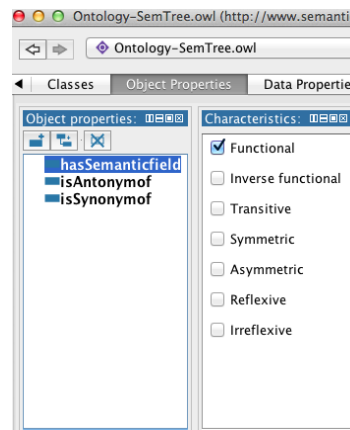 Ontology-SemTree.owl (http://www.semanti
Ontology-SemTree.owl
Classes
Object Properties
Data Propertie
Object properties:
Characteristics:
hasSemanticfield
isAntonymof
isSynonymof
Functional
Inverse functional
Transitive
Symmetric
Asymmetric
Reflexive
Irreflexive